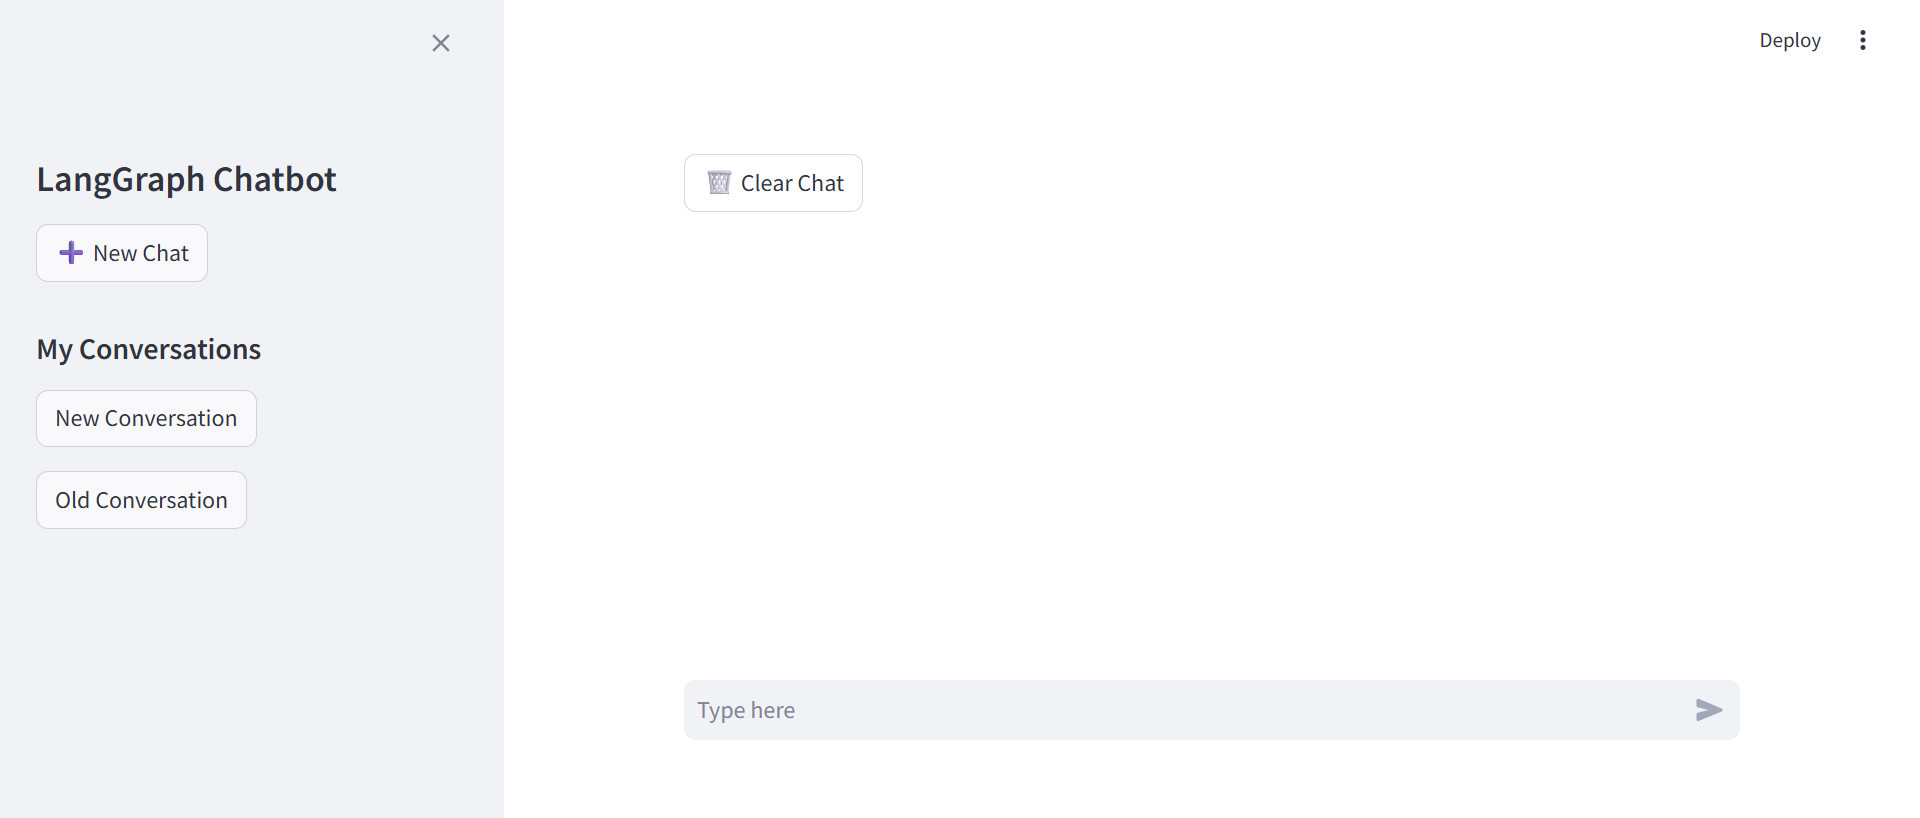 LangGraph Chatbot
New Chat
My Conversations
New Conversation
Old Conversation
Deploy
Clear Chat
Type here